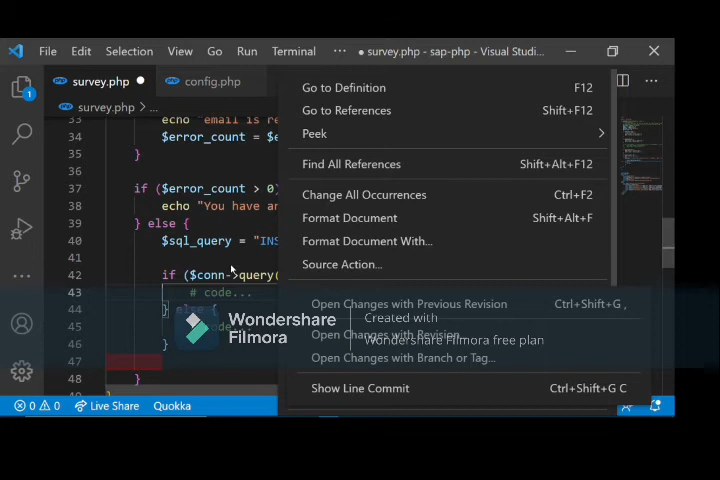 File Edit Selection View Go Run Terminal ··· ● survey.php - sap-php - Visual Studi...
survey.php ● config.php
survey.php > ...
33 echo "email is re
34 $error_count = $e
35 }
36
37 if ($error_count > 0)
38 echo "You have an
39 } else {
40 $sql_query = "INS
41
42 if ($conn->query(
43 # code...
44 } else {
45 code...
46 }
47
48 }
Go to Definition F12
Go to References Shift+F12
Peek >
Find All References Shift+Alt+F12
Change All Occurrences Ctrl+F2
Format Document Shift+Alt+F
Format Document With...
Source Action...
Open Changes with Previous Revision Ctrl+Shift+G ,
Open Changes with Revision...
Open Changes with Branch or Tag...
Show Line Commit Ctrl+Shift+G C
Wondershare
Filmora
Created with
Wondershare Filmora free plan
1
0 0 Live Share Quokka